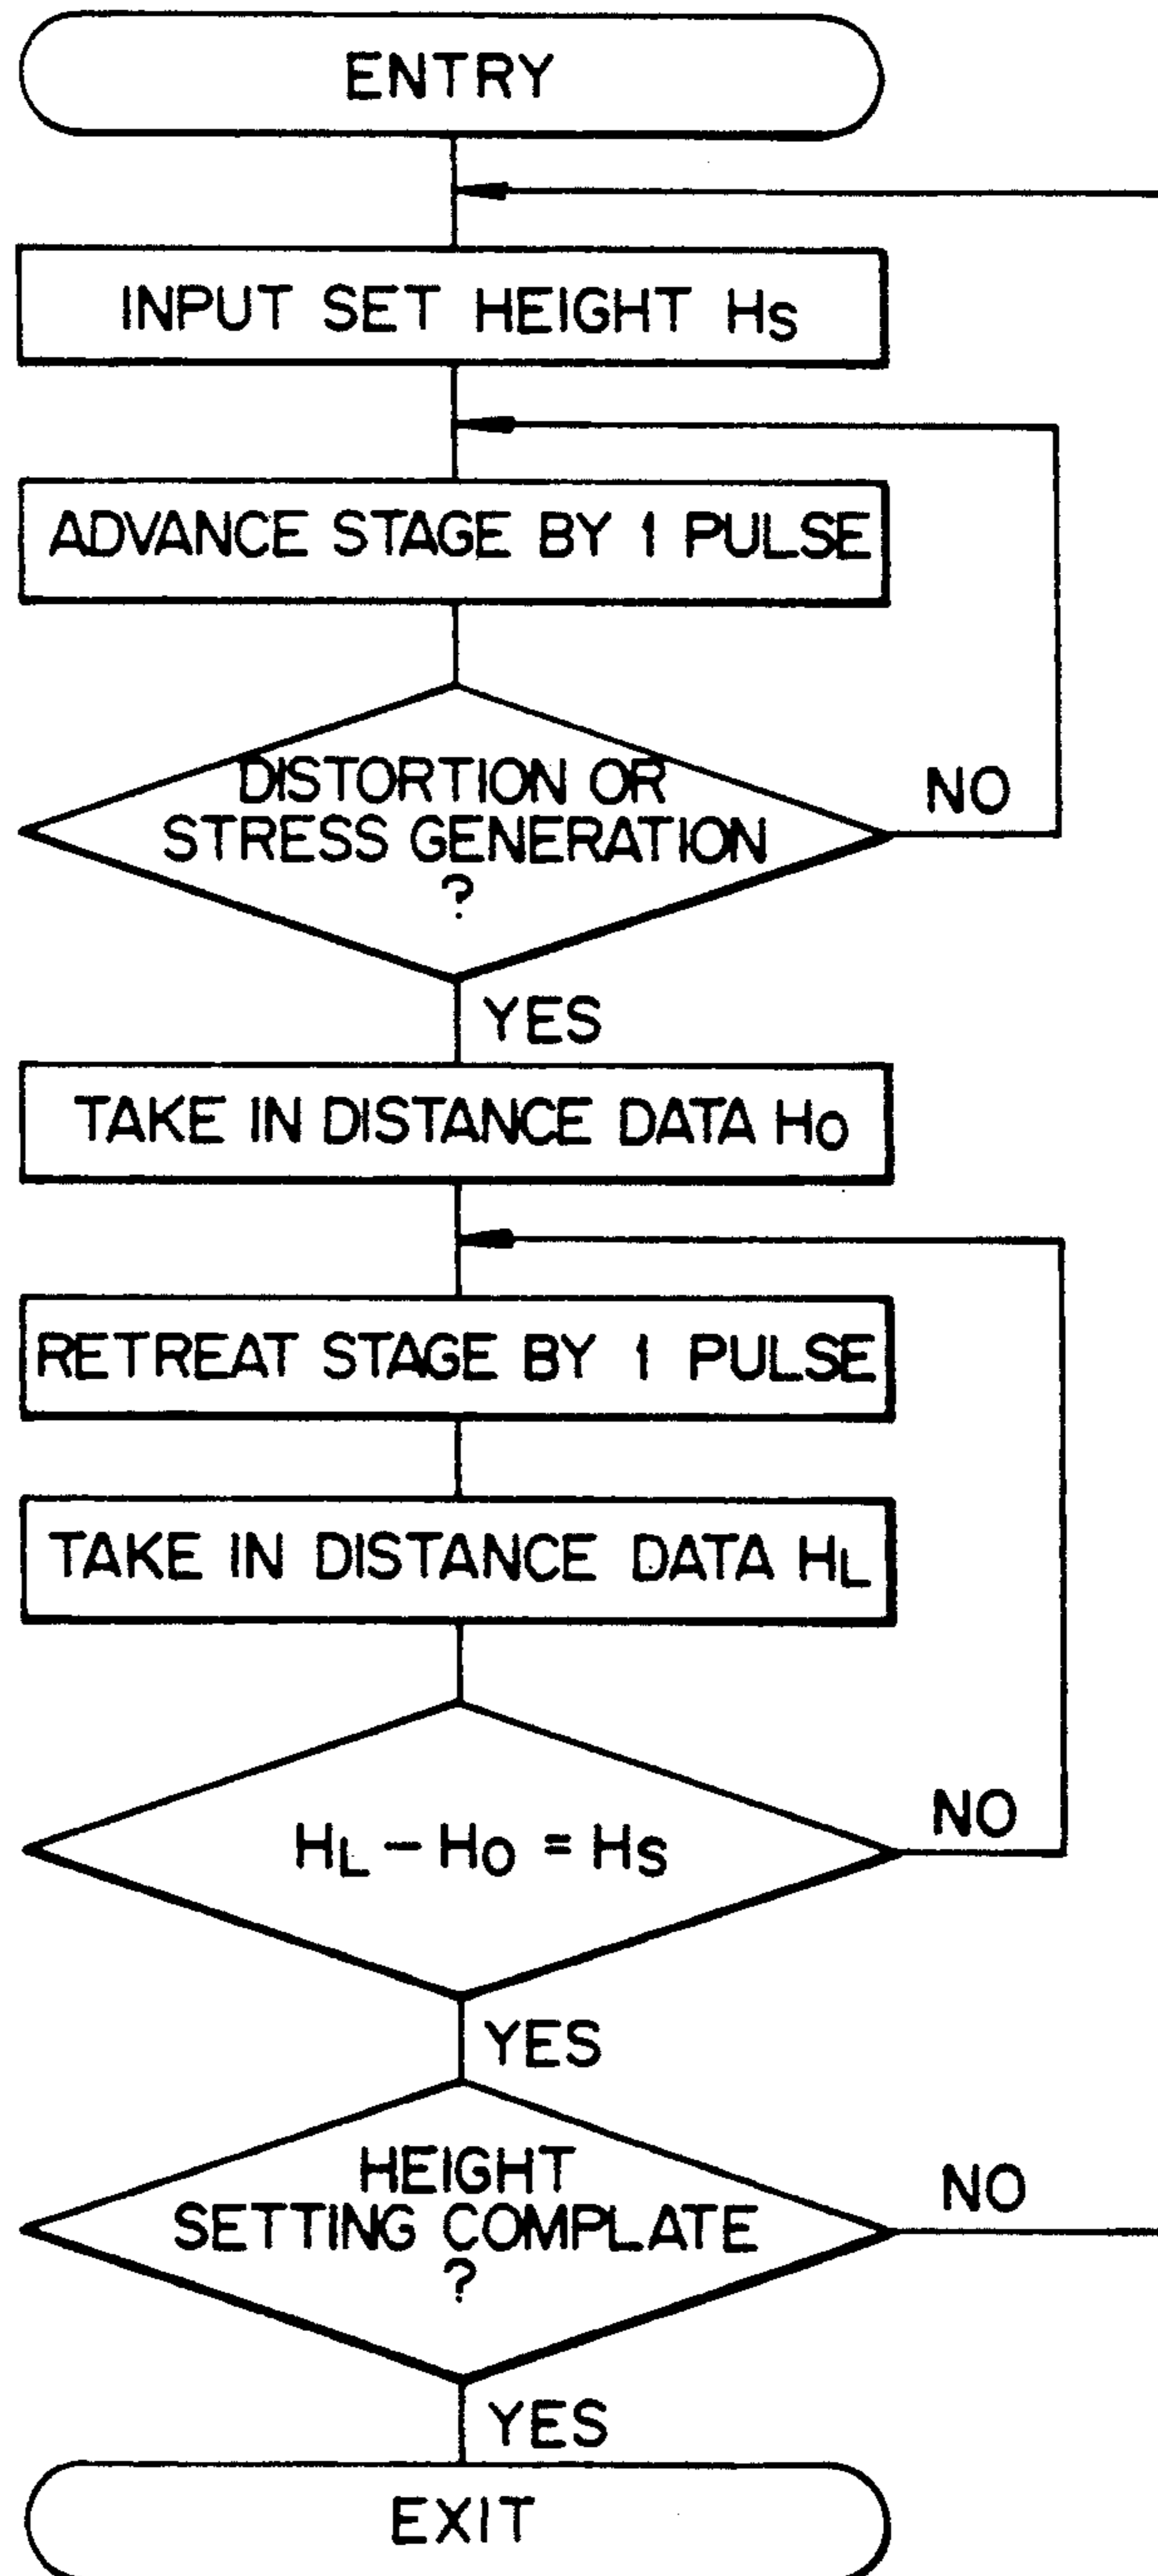 ENTRY
INPUT SET HEIGHT HS
ADVANCE STAGE BY 1 PULSE
DISTORTION OR
STRESS GENERATION
?
NO
YES
TAKE IN DISTANCE DATA HO
RETREAT STAGE BY 1 PULSE
TAKE IN DISTANCE DATA HL
HL - HO = HS
NO
YES
HEIGHT
SETTING COMPLATE
?
NO
YES
EXIT